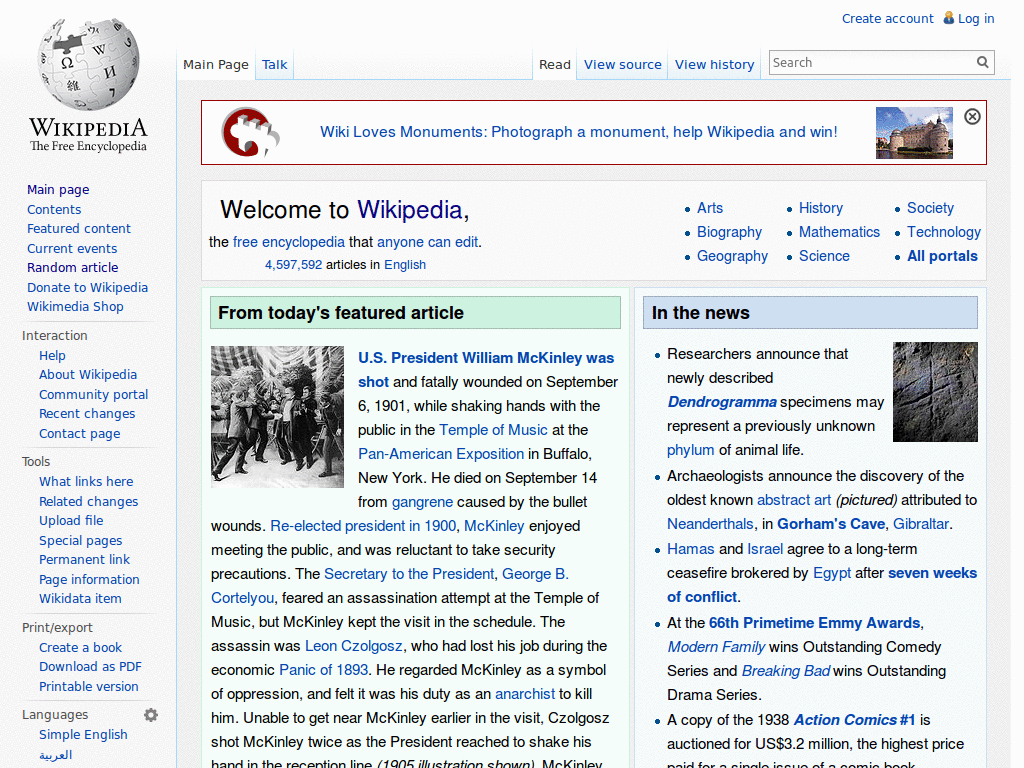 Create account Log in
Main Page Talk Read View source View history Search
WIKIPEDIA
The Free Encyclopedia
Main page
Contents
Featured content
Current events
Random article
Donate to Wikipedia
Wikimedia Shop
Interaction
Help
About Wikipedia
Community portal
Recent changes
Contact page
Tools
What links here
Related changes
Upload file
Special pages
Permanent link
Page information
Wikidata item
Print/export
Create a book
Download as PDF
Printable version
Languages
Simple English
العربية
Wiki Loves Monuments: Photograph a monument, help Wikipedia and win!
Welcome to Wikipedia,
the free encyclopedia that anyone can edit.
4,597,592 articles in English
Arts
Biography
Geography
History
Mathematics
Science
Society
Technology
All portals
From today's featured article
U.S. President William McKinley was
shot and fatally wounded on September
6, 1901, while shaking hands with the
public in the Temple of Music at the
Pan-American Exposition in Buffalo,
New York. He died on September 14
from gangrene caused by the bullet
wounds. Re-elected president in 1900, McKinley enjoyed
meeting the public, and was reluctant to take security
precautions. The Secretary to the President, George B.
Cortelyou, feared an assassination attempt at the Temple of
Music, but McKinley kept the visit in the schedule. The
assassin was Leon Czolgosz, who had lost his job during the
economic Panic of 1893. He regarded McKinley as a symbol
of oppression, and felt it was his duty as an anarchist to kill
him. Unable to get near McKinley earlier in the visit, Czolgosz
shot McKinley twice as the President reached to shake his
hand in the reception line (1905 illustration shown). McKinley
In the news
Researchers announce that
newly described
Dendrogramma specimens may
represent a previously unknown
phylum of animal life.
Archaeologists announce the discovery of the
oldest known abstract art (pictured) attributed to
Neanderthals, in Gorham's Cave, Gibraltar.
Hamas and Israel agree to a long-term
ceasefire brokered by Egypt after seven weeks
of conflict.
At the 66th Primetime Emmy Awards,
Modern Family wins Outstanding Comedy
Series and Breaking Bad wins Outstanding
Drama Series.
A copy of the 1938 Action Comics #1 is
auctioned for US$3.2 million, the highest price
paid for a single issue of a comic book.